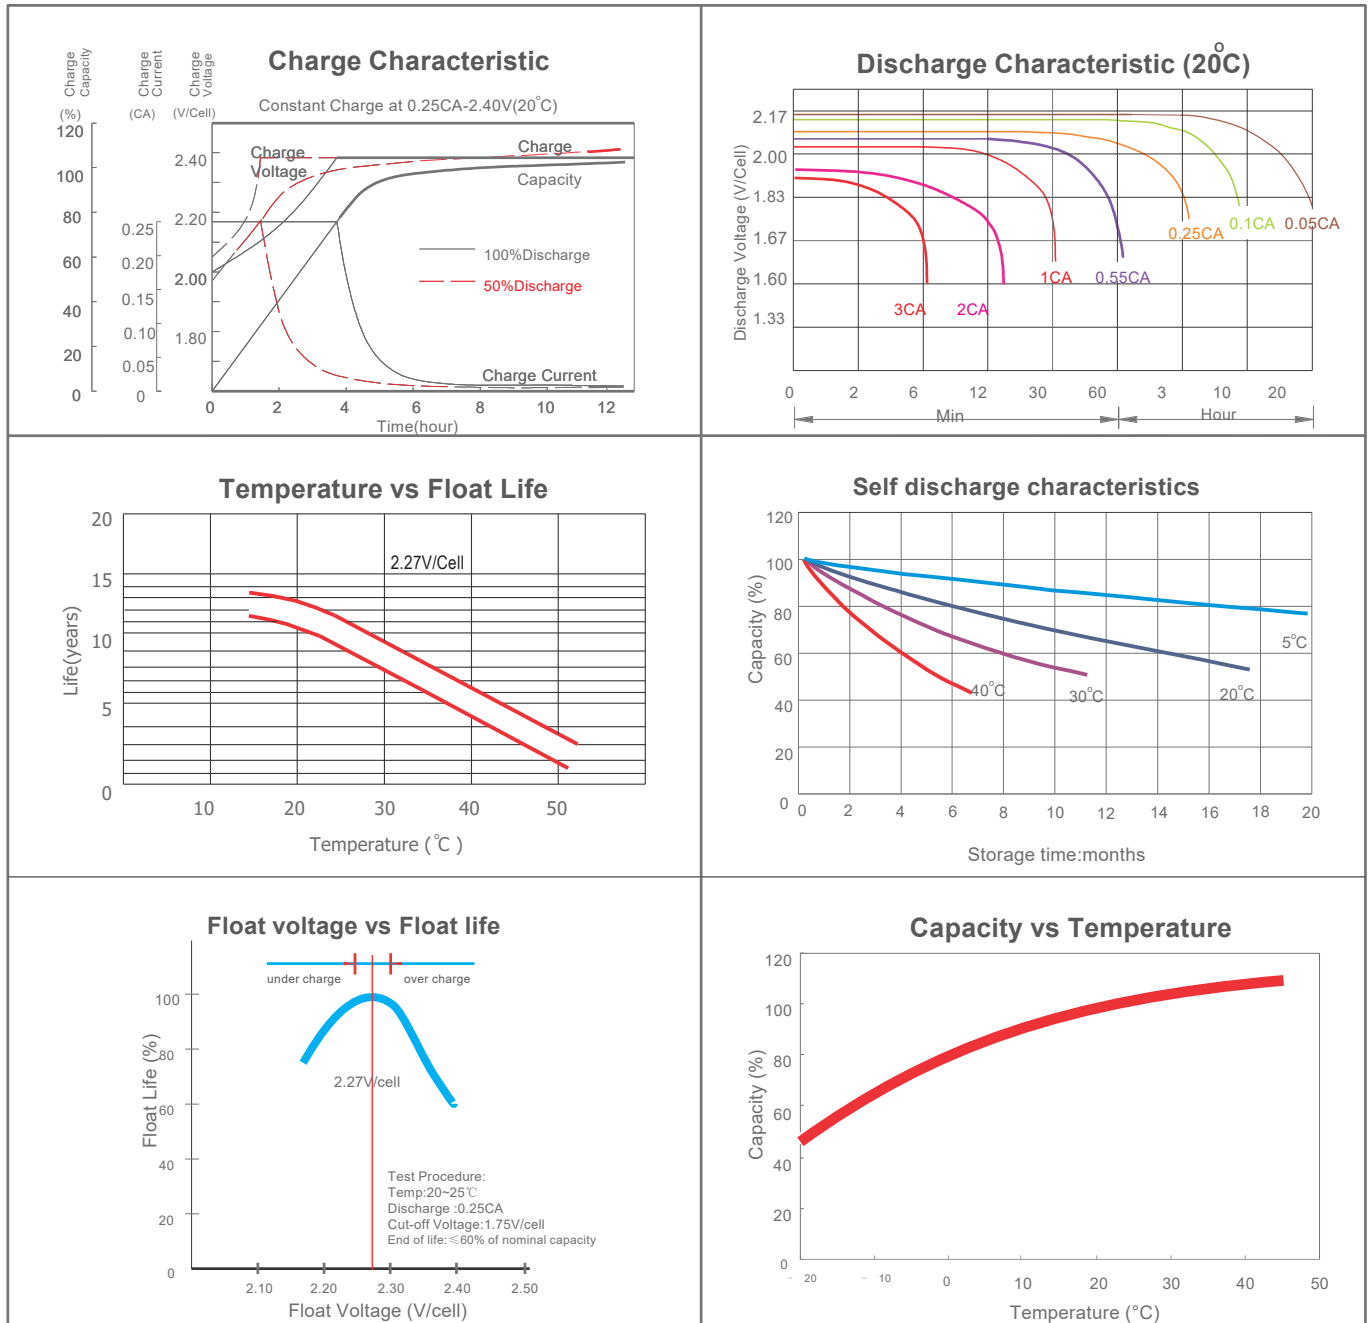 Charge Characteristic
Charge
Capacity
Charge
Current
Charge
Voltage
(%)
(CA)
(V/Cell)
Constant Charge at 0.25CA-2.40V(20°C)
120
100
80
60
40
20
0
0.25
0.20
0.15
0.10
0.05
0
2.40
2.20
2.00
1.80
Charge
Voltage
Charge
Capacity
100%Discharge
50%Discharge
Charge Current
0 2 4 6 8 10 12
Time(hour)
Discharge Characteristic (20°C)
Discharge Voltage (V/Cell)
2.17
2.00
1.83
1.67
1.60
1.33
3CA
2CA
1CA
0.55CA
0.25CA
0.1CA
0.05CA
0 2 6 12 30 60 3 10 20
Min Hour
Temperature vs Float Life
Life(years)
20
15
10
5
0
2.27V/Cell
10 20 30 40 50
Temperature (°C )
Self discharge characteristics
Capacity (%)
120
100
80
60
40
20
0
5°C
20°C
30°C
40°C
0 2 4 6 8 10 12 14 16 18 20
Storage time:months
Float voltage vs Float life
under charge over charge
Float Life (%)
100
80
60
40
20
0
2.27V/cell
Test Procedure:
Temp:20~25℃
Discharge :0.25CA
Cut-off Voltage:1.75V/cell
End of life:≤60% of nominal capacity
2.10 2.20 2.30 2.40 2.50
Float Voltage (V/cell)
Capacity vs Temperature
Capacity (%)
120
100
80
60
40
20
0
− 20 − 10 0 10 20 30 40 50
Temperature (°C)